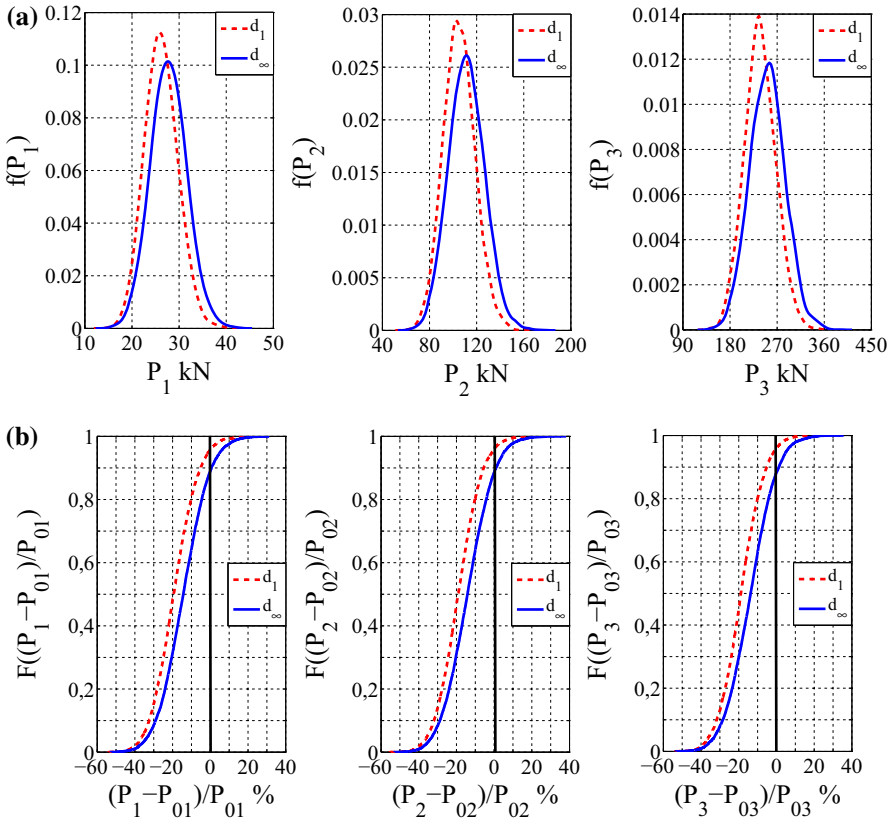 (a)
f(P₁)
0.12
0.1
0.08
0.06
0.04
0.02
0
10 20 30 40 50
P₁ kN
d₁
d∞
f(P₂)
0.03
0.025
0.02
0.015
0.01
0.005
0
40 80 120 160 200
P₂ kN
d₁
d∞
f(P₃)
0.014
0.012
0.01
0.008
0.006
0.004
0.002
0
90 180 270 360 450
P₃ kN
d₁
d∞
(b)
F((P₁−P₀₁)/P₀₁)
1
0,8
0,6
0,4
0,2
0
−60 −40 −20 0 20 40
(P₁−P₀₁)/P₀₁ %
d₁
d∞
F((P₂−P₀₂)/P₀₂)
1
0,8
0,6
0,4
0,2
0
−60 −40 −20 0 20 40
(P₂−P₀₂)/P₀₂ %
d₁
d∞
F((P₃−P₀₃)/P₀₃)
1
0,8
0,6
0,4
0,2
0
−60 −40 −20 0 20 40
(P₃−P₀₃)/P₀₃ %
d₁
d∞